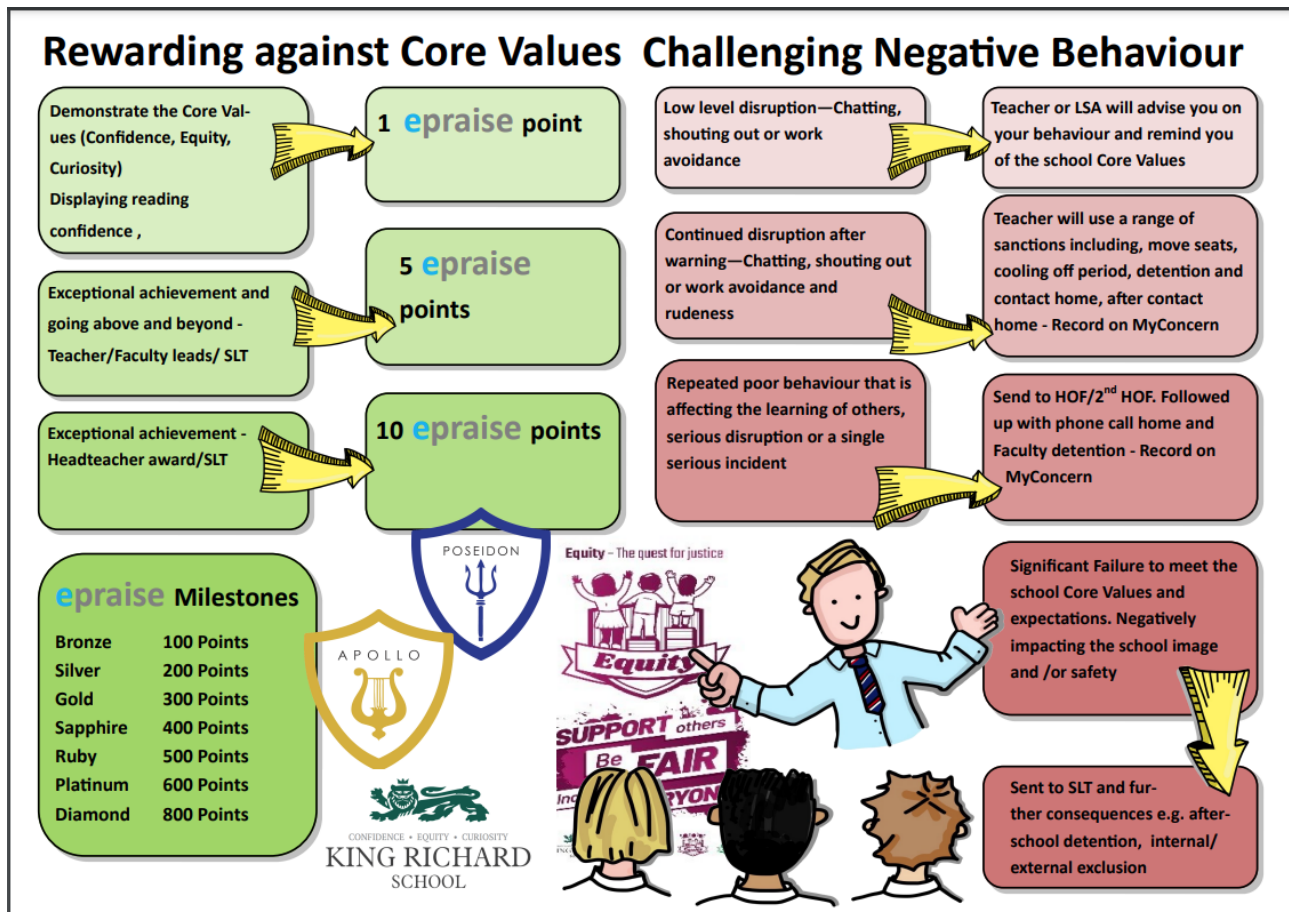 Rewarding against Core Values
Demonstrate the Core Val-
ues (Confidence, Equity,
Curiosity)
Displaying reading
confidence ,
1 epraise point
Exceptional achievement and
going above and beyond -
Teacher/Faculty leads/ SLT
5 epraise
points
Exceptional achievement -
Headteacher award/SLT
10 epraise points
epraise Milestones
Bronze 100 Points
Silver 200 Points
Gold 300 Points
Sapphire 400 Points
Ruby 500 Points
Platinum 600 Points
Diamond 800 Points
POSEIDON
APOLLO
CONFIDENCE • EQUITY • CURIOSITY
KING RICHARD
SCHOOL
Challenging Negative Behaviour
Low level disruption—Chatting,
shouting out or work
avoidance
Teacher or LSA will advise you on
your behaviour and remind you
of the school Core Values
Continued disruption after
warning—Chatting, shouting out
or work avoidance and
rudeness
Teacher will use a range of
sanctions including, move seats,
cooling off period, detention and
contact home, after contact
home - Record on MyConcern
Repeated poor behaviour that is
affecting the learning of others,
serious disruption or a single
serious incident
Send to HOF/2nd HOF. Followed
up with phone call home and
Faculty detention - Record on
MyConcern
Equity – The quest for justice
Equity
SUPPORT others
Be FAIR
Significant Failure to meet the
school Core Values and
expectations. Negatively
impacting the school image
and /or safety
Sent to SLT and fur-
ther consequences e.g. after-
school detention, internal/
external exclusion